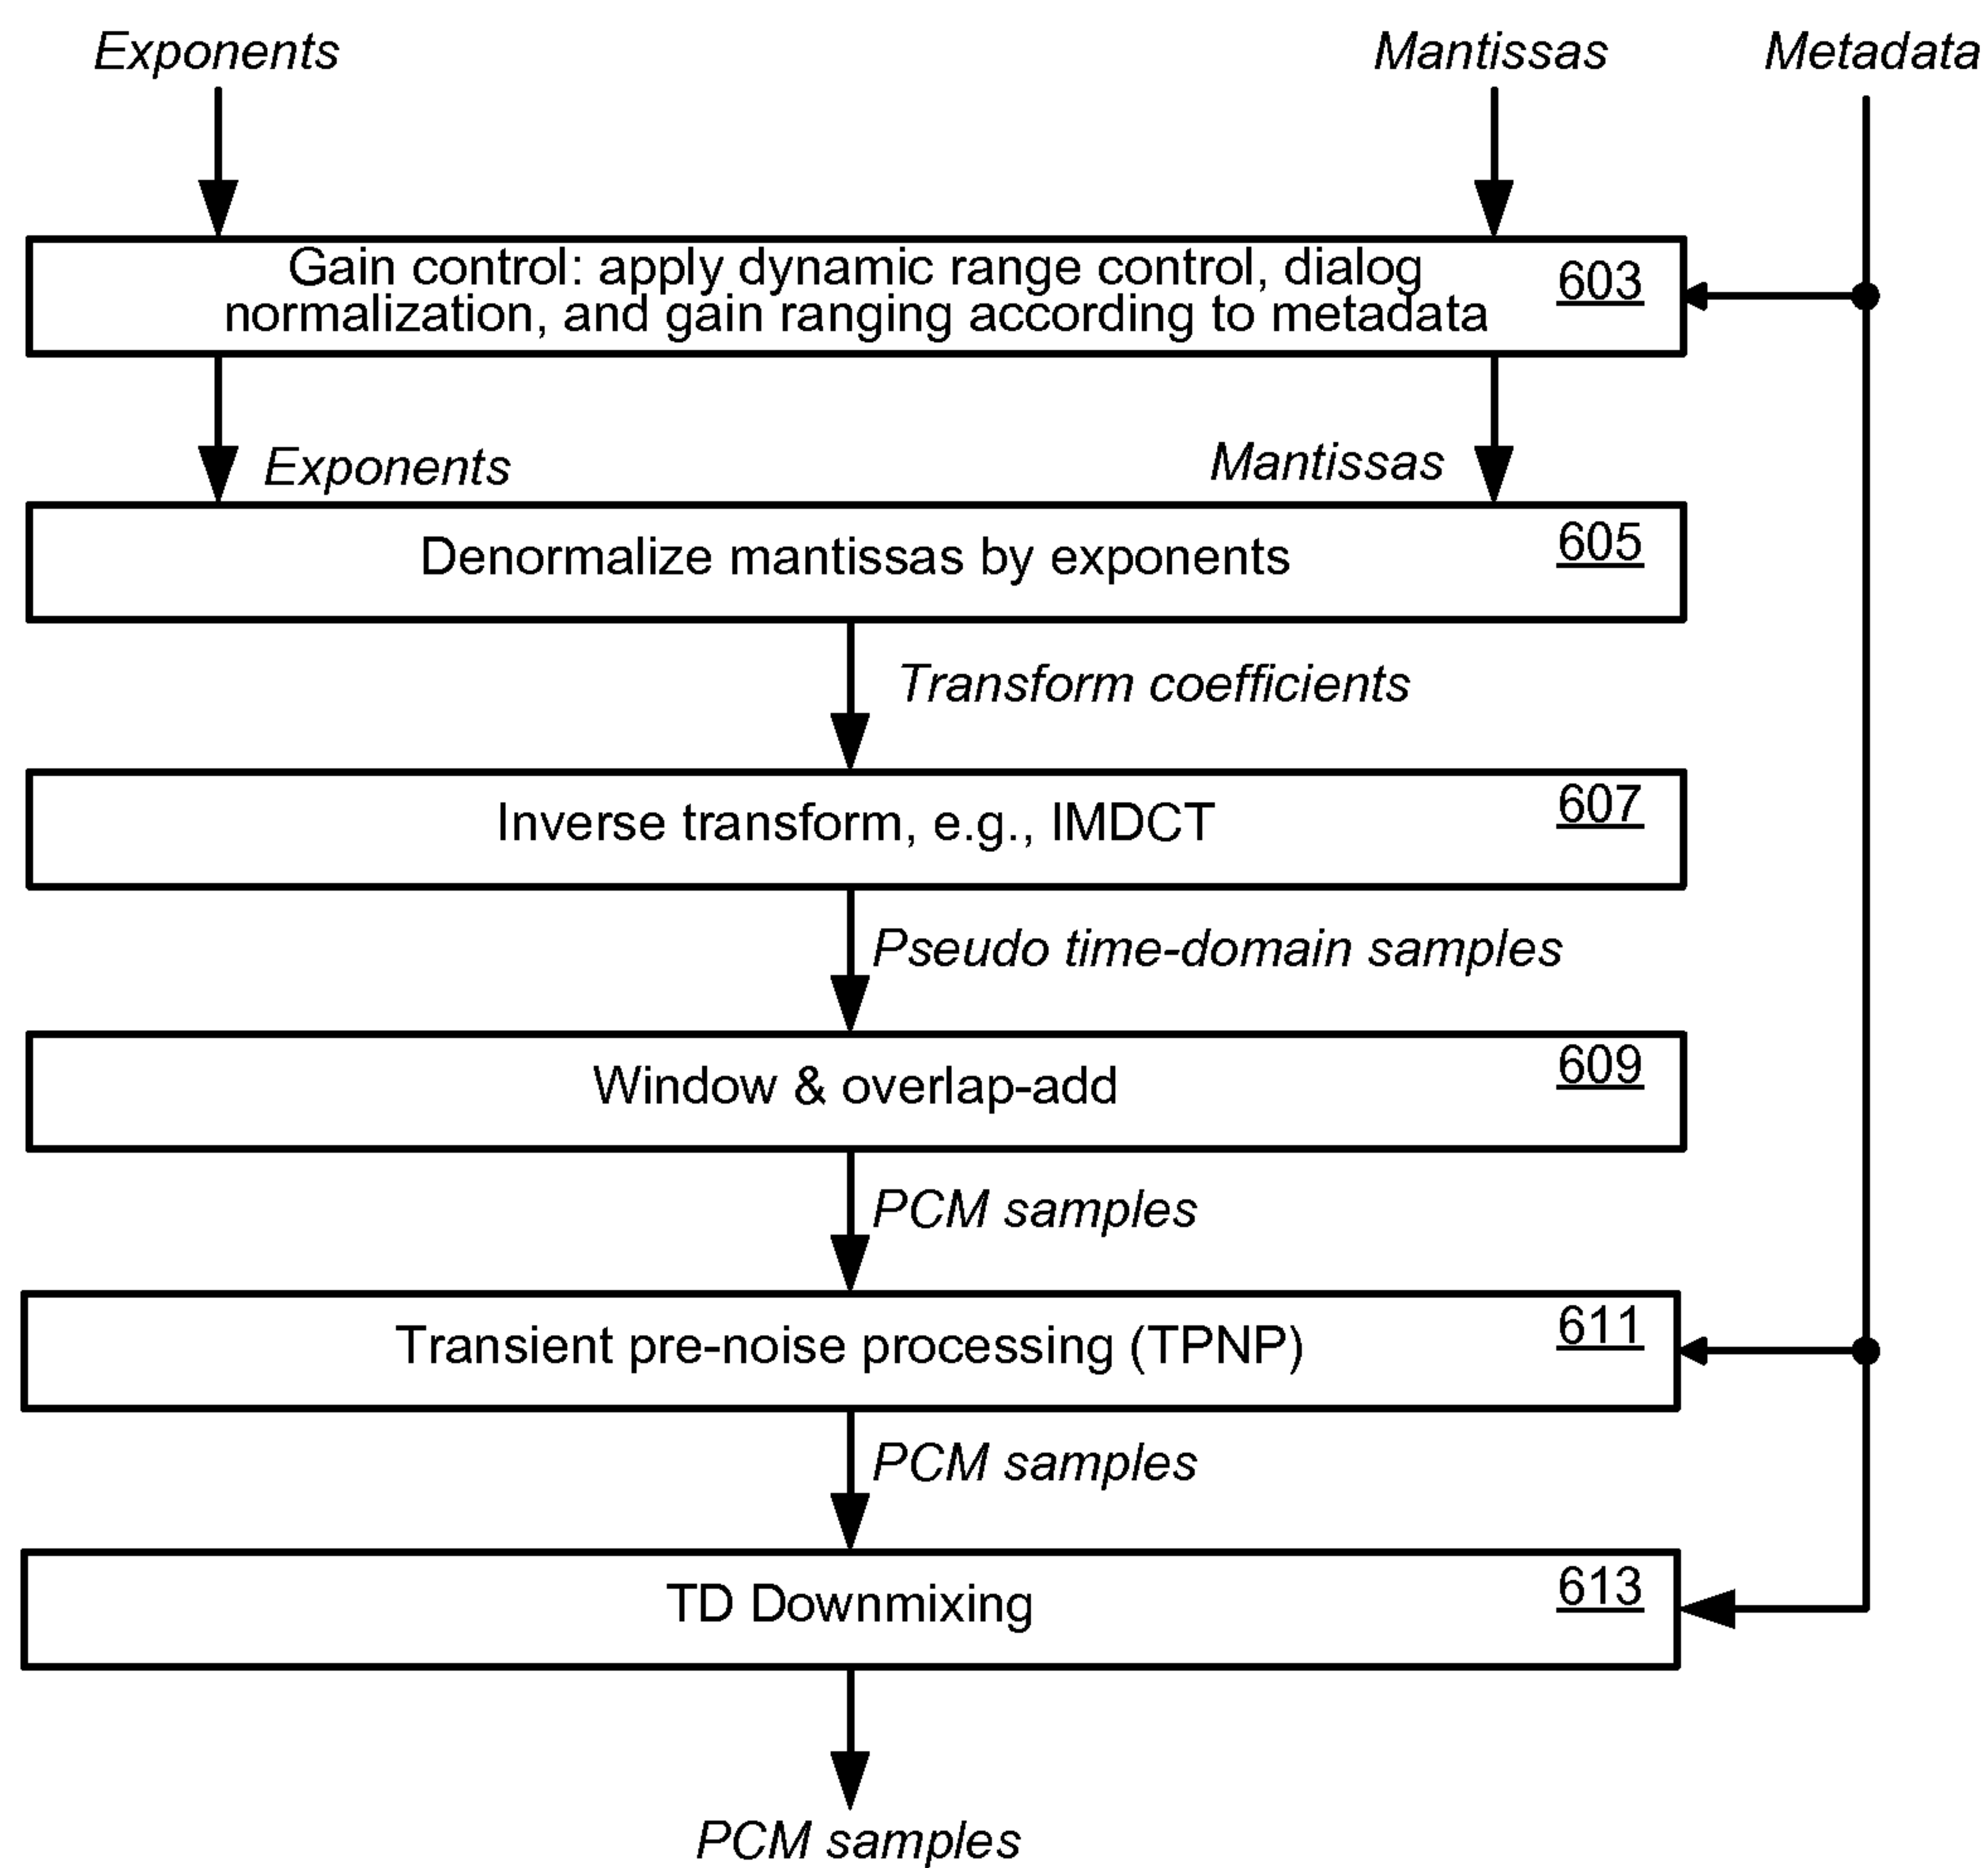 Exponents
Mantissas
Metadata
Gain control: apply dynamic range control, dialog
normalization, and gain ranging according to metadata
603
Exponents
Mantissas
Denormalize mantissas by exponents
605
Transform coefficients
Inverse transform, e.g., IMDCT
607
Pseudo time-domain samples
Window & overlap-add
609
PCM samples
Transient pre-noise processing (TPNP)
611
PCM samples
TD Downmixing
613
PCM samples